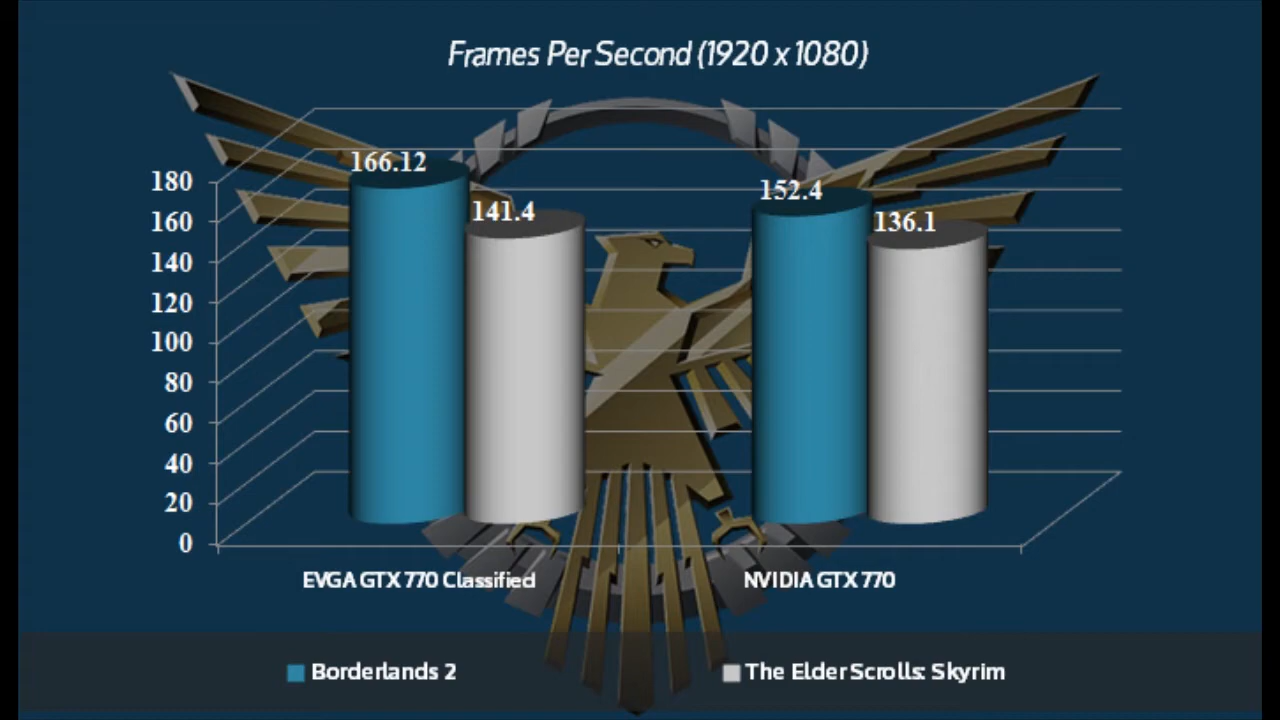 Frames Per Second (1920 x 1080)
180
160
140
120
100
80
60
40
20
0
166.12
141.4
152.4
136.1
EVGA GTX 770 Classified
NVIDIA GTX 770
Borderlands 2
The Elder Scrolls: Skyrim